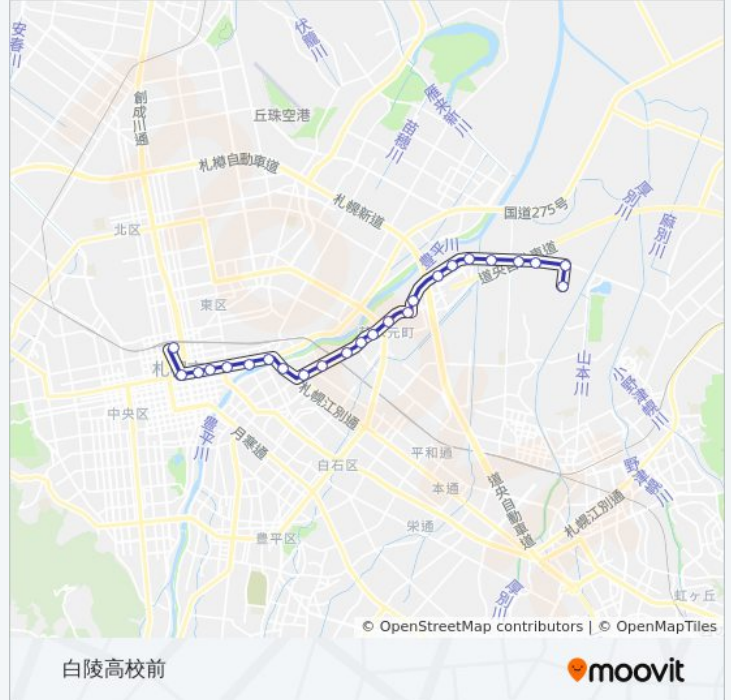 安春川
伏籠川
創成川通
丘珠空港
雁来新川
苗穂川
札樽自動車道
札幌新道
国道275号
厚別川
麻別川
北区
豊平川
道央自動車道
東区
元町
札
中央区
札幌江別通
山本川
小野津幌川
豊平川
月寒通
平和通
白石区
野津幌川
本通
道央自動車道
札幌江別通
栄通
豊平区
厚別川
虹ヶ丘
© OpenStreetMap contributors | © OpenMapTiles
白陵高校前
moovit